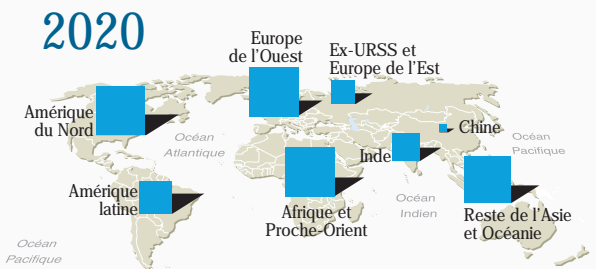 2020
Europe
de l'Ouest
Ex-URSS et
Europe de l'Est
Amérique
du Nord
Océan
Atlantique
Chine
Océan
Pacifique
Inde
Amérique
latine
Afrique et
Proche-Orient
Océan
Indien
Reste de l'Asie
et Océanie
Océan
Pacifique